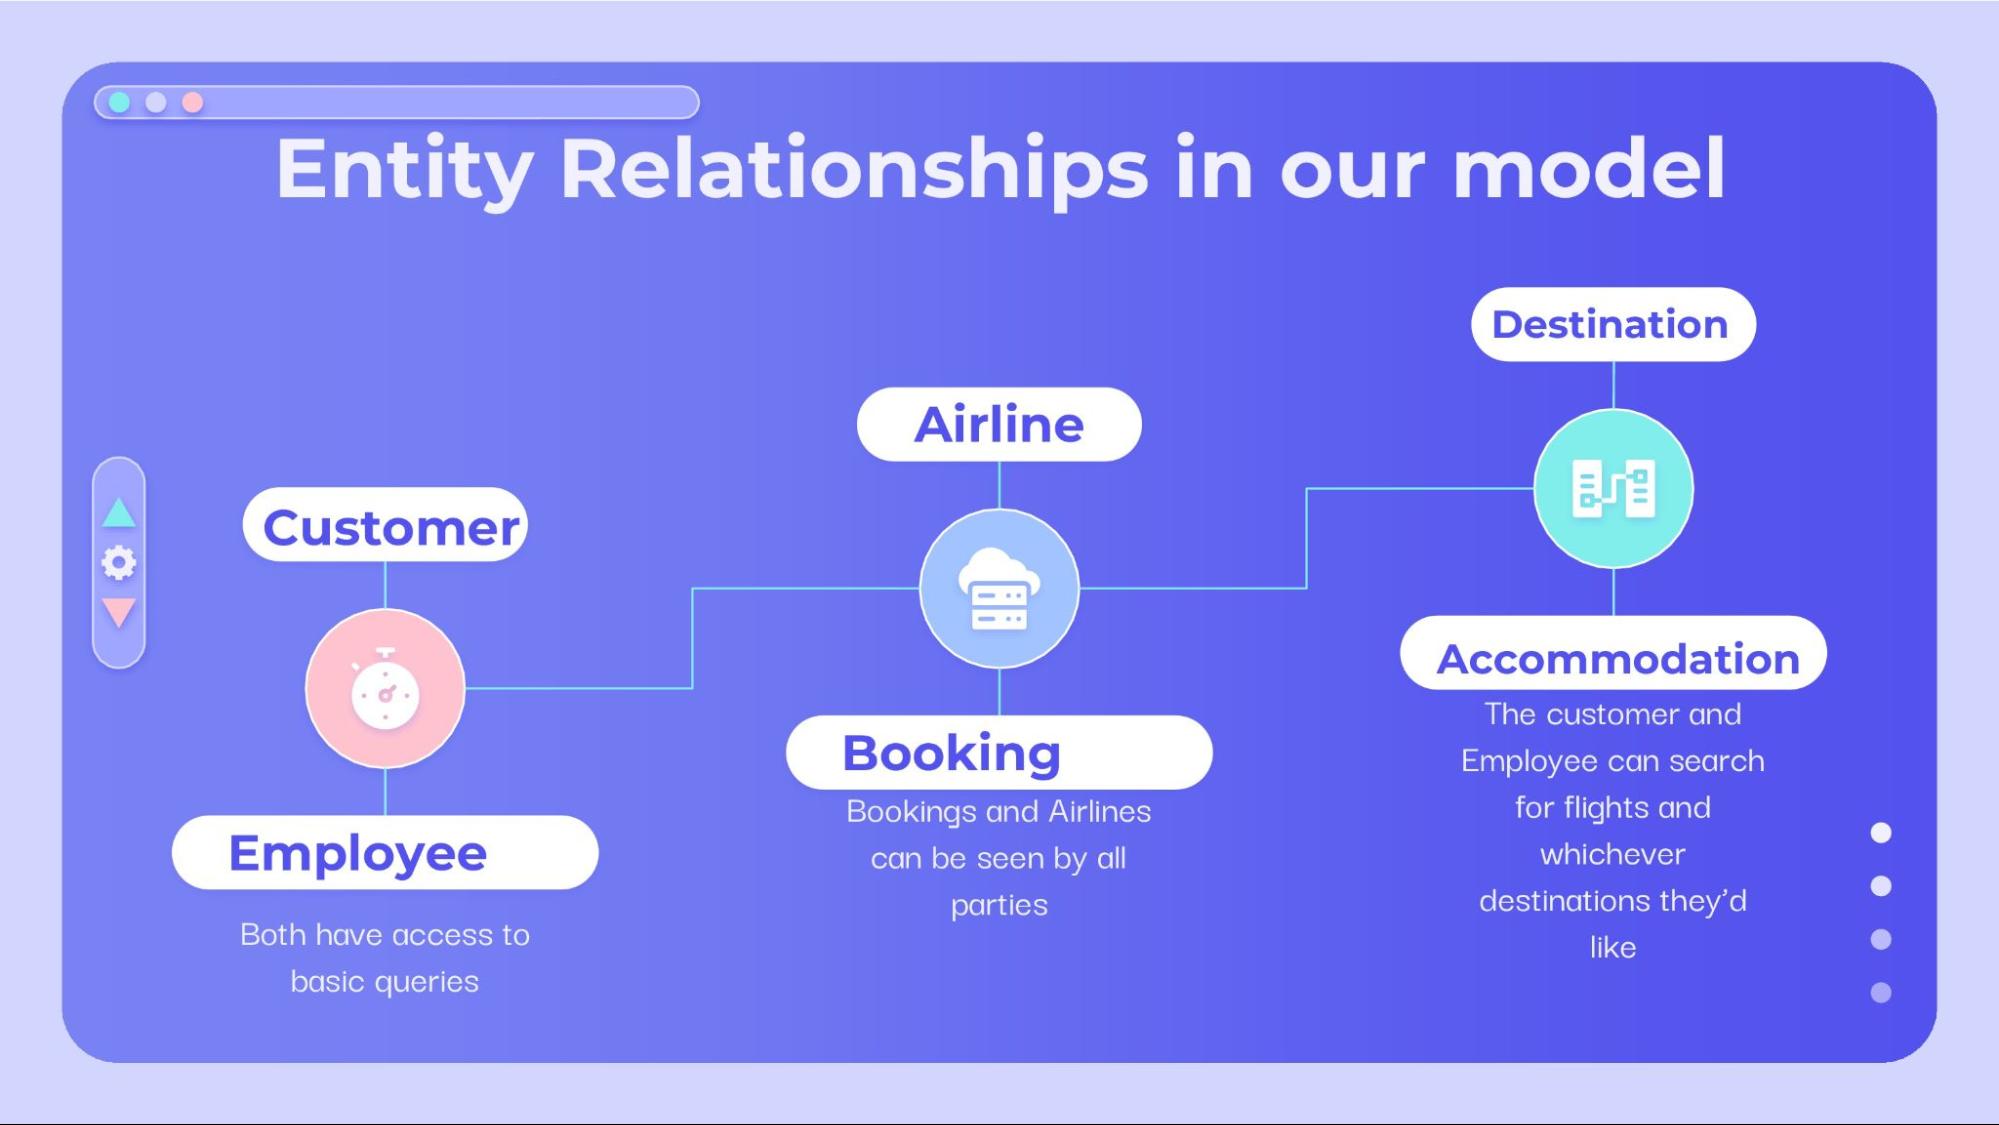 Entity Relationships in our model
Customer
Employee
Both have access to
basic queries
Airline
Booking
Bookings and Airlines
can be seen by all
parties
Destination
Accommodation
The customer and
Employee can search
for flights and
whichever
destinations they’d
like